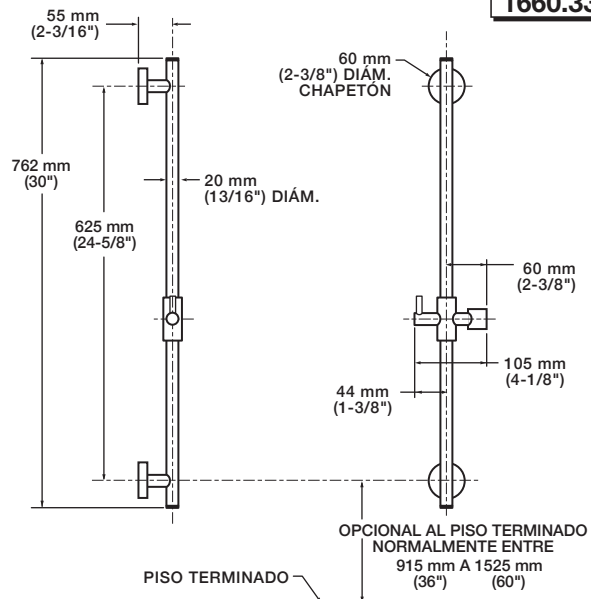 1660.33
55 mm
(2-3/16")
60 mm
(2-3/8") DIÁM.
CHAPETÓN
762 mm
(30")
20 mm
(13/16") DIÁM.
625 mm
(24-5/8")
60 mm
(2-3/8")
105 mm
(4-1/8")
44 mm
(1-3/8")
OPCIONAL AL PISO TERMINADO
NORMALMENTE ENTRE
915 mm A 1525 mm
(36") (60")
PISO TERMINADO